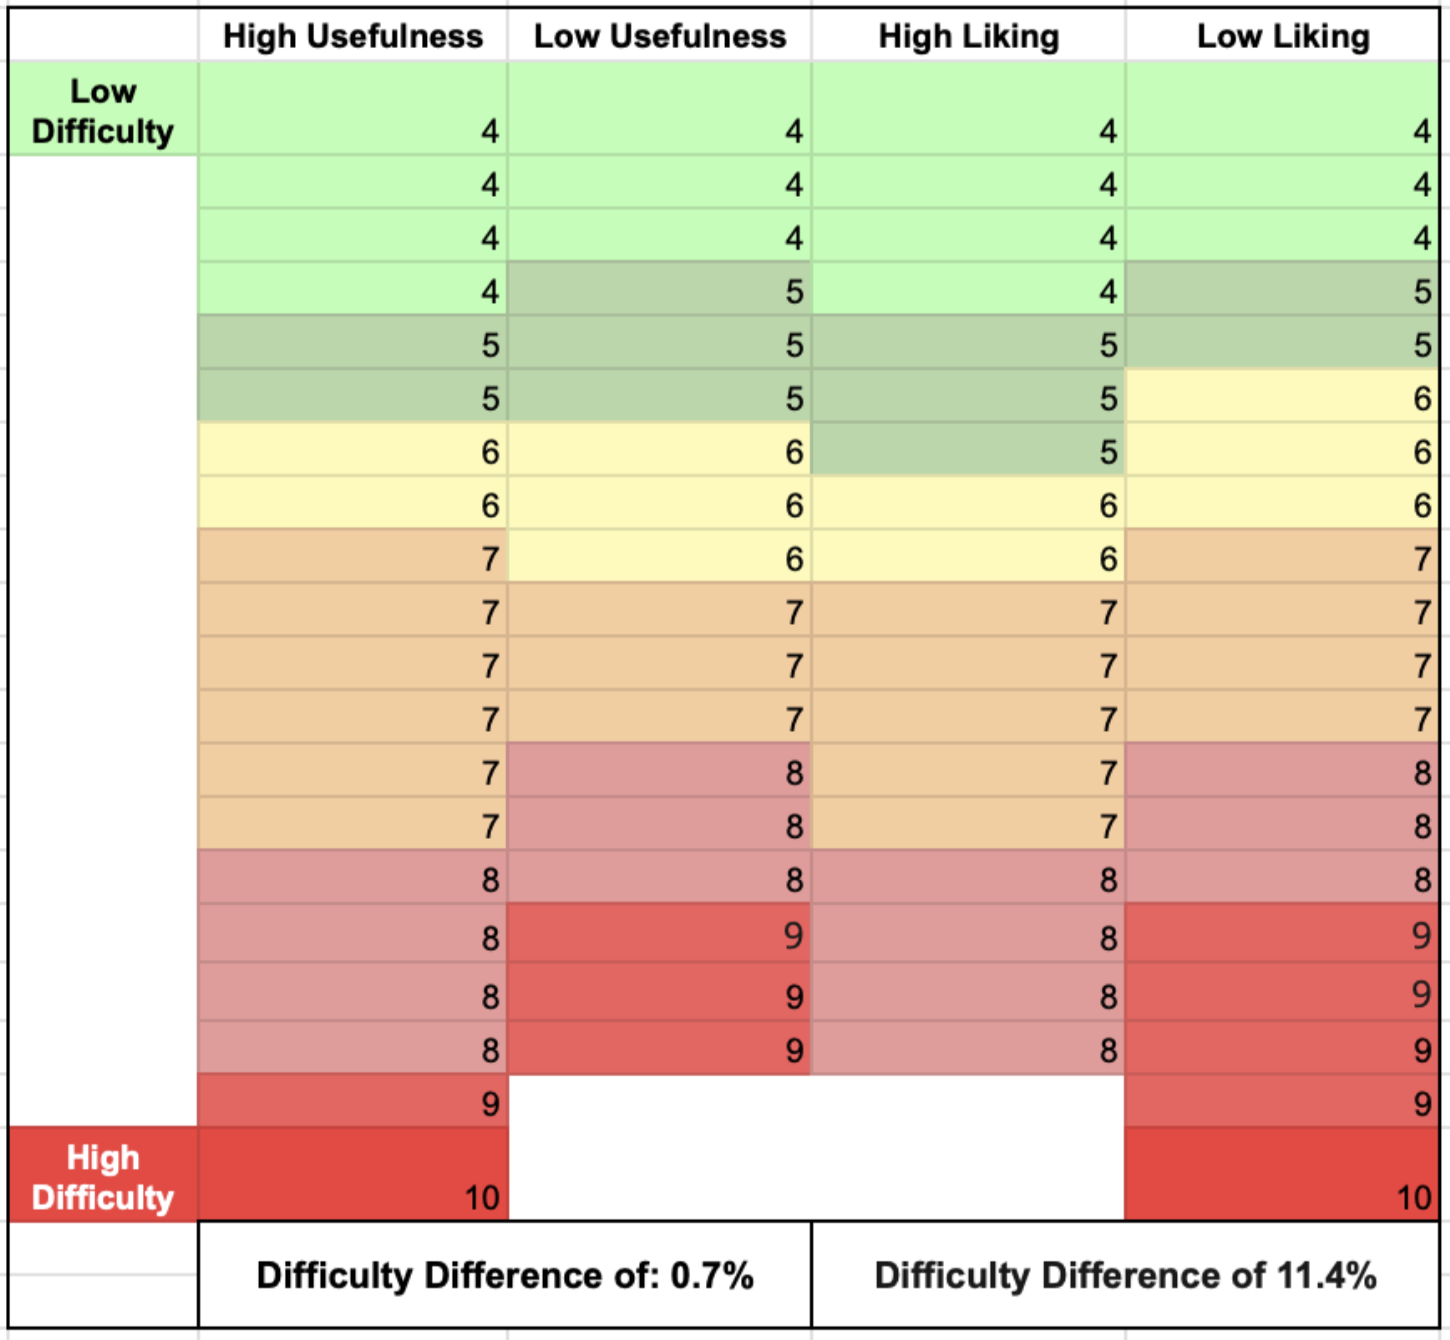 High Usefulness Low Usefulness High Liking Low Liking
Low
Difficulty
4 4 4 4
4 4 4 4
4 4 4 4
4 5 4 5
5 5 5 5
5 5 5 6
6 6 5 6
6 6 6 6
7 6 6 7
7 7 7 7
7 7 7 7
7 7 7 7
7 8 7 8
7 8 7 8
8 8 8 8
8 9 8 9
8 9 8 9
8 9 8 9
9 9
High
Difficulty
10 10
Difficulty Difference of: 0.7% Difficulty Difference of 11.4%